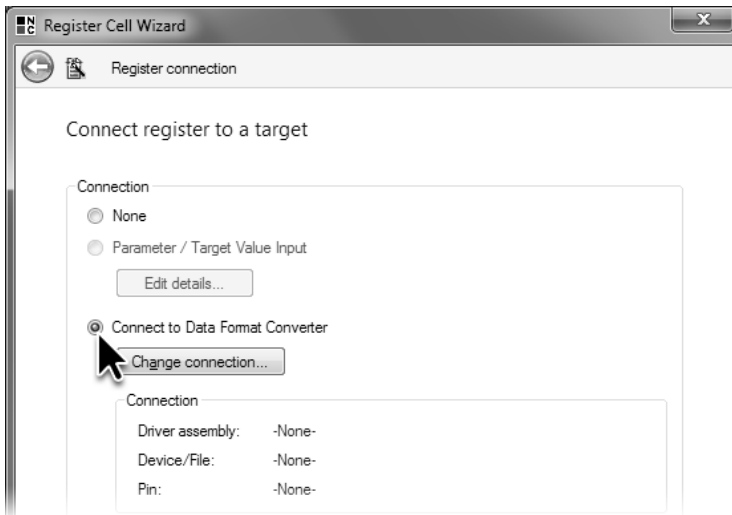 NC Register Cell Wizard
x
Register connection
Connect register to a target
Connection
None
Parameter / Target Value Input
Edit details...
Connect to Data Format Converter
Change connection...
Connection
Driver assembly: -None-
Device/File: -None-
Pin: -None-